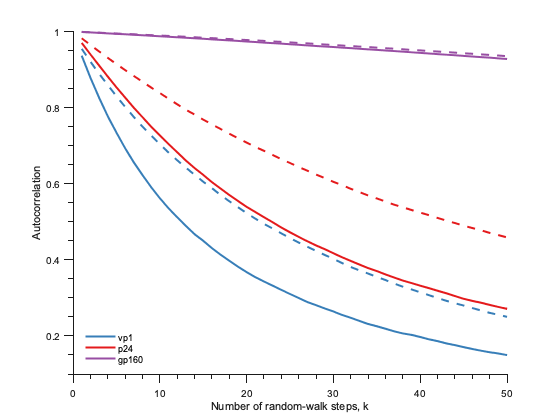 1
0.8
0.6
0.4
0.2
Autocorrelation
vp1
p24
gp160
0 10 20 30 40 50
Number of random-walk steps, k